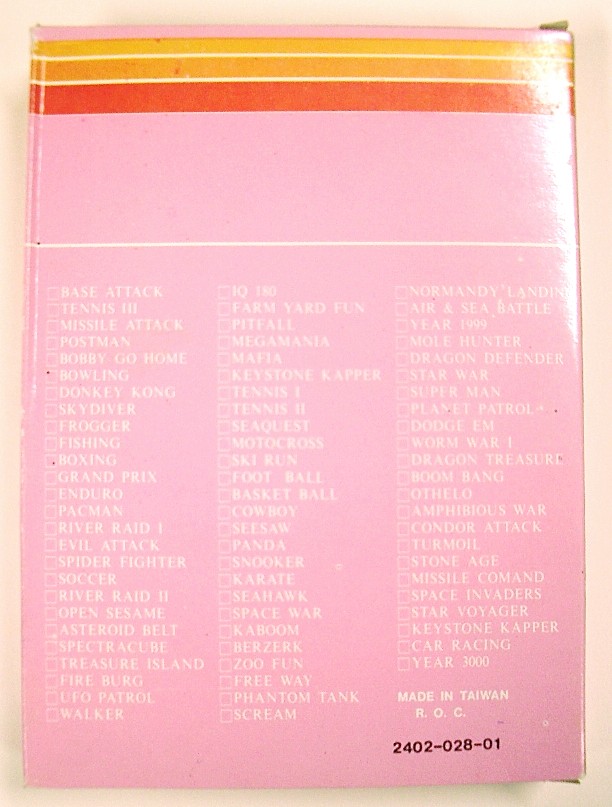 BASE ATTACK
TENNIS III
MISSILE ATTACK
POSTMAN
BOBBY GO HOME
BOWLING
DONKEY KONG
SKYDIVER
FROGGER
FISHING
BOXING
GRAND PRIX
ENDURO
PACMAN
RIVER RAID I
EVIL ATTACK
SPIDER FIGHTER
SOCCER
RIVER RAID II
OPEN SESAME
ASTEROID BELT
SPECTRACUBE
TREASURE ISLAND
FIRE BURG
UFO PATROL
WALKER
IQ 180
FARM YARD FUN
PITFALL
MEGAMANIA
MAFIA
KEYSTONE KAPPER
TENNIS I
TENNIS II
SEAQUEST
MOTOCROSS
SKI RUN
FOOT BALL
BASKET BALL
COWBOY
SEESAW
PANDA
SNOOKER
KARATE
SEAHAWK
SPACE WAR
KABOOM
BERZERK
ZOO FUN
FREE WAY
PHANTOM TANK
SCREAM
NORMANDY LANDIN
AIR & SEA BATTLE
YEAR 1999
MOLE HUNTER
DRAGON DEFENDER
STAR WAR
SUPER MAN
PLANET PATROL
DODGE EM
WORM WAR I
DRAGON TREASURE
BOOM BANG
OTHELO
AMPHIBIOUS WAR
CONDOR ATTACK
TURMOIL
STONE AGE
MISSILE COMAND
SPACE INVADERS
STAR VOYAGER
KEYSTONE KAPPER
CAR RACING
YEAR 3000
MADE IN TAIWAN
R. O. C.
2402-028-01